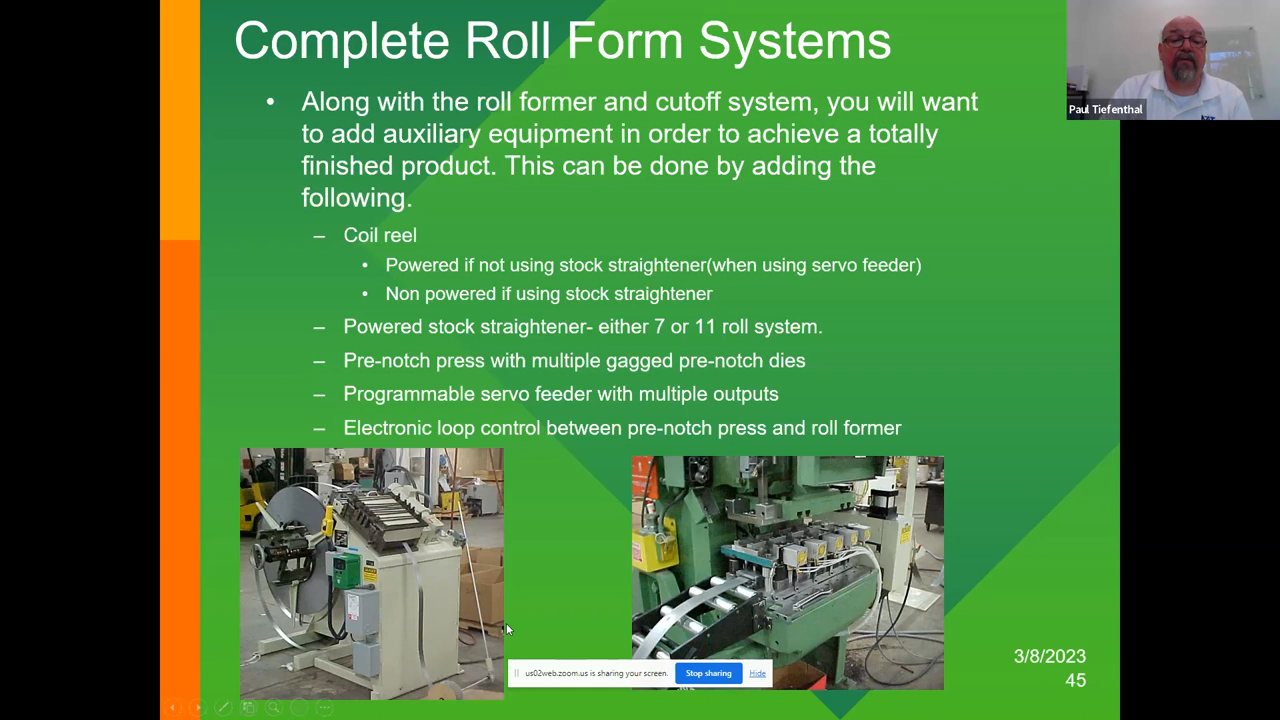 Complete Roll Form Systems
• Along with the roll former and cutoff system, you will want
to add auxiliary equipment in order to achieve a totally
finished product. This can be done by adding the
following.
– Coil reel
• Powered if not using stock straightener(when using servo feeder)
• Non powered if using stock straightener
– Powered stock straightener- either 7 or 11 roll system.
– Pre-notch press with multiple gagged pre-notch dies
– Programmable servo feeder with multiple outputs
– Electronic loop control between pre-notch press and roll former
Paul Tiefenthal
us02web.zoom.us is sharing your screen.
Stop sharing
Hide
3/8/2023
45